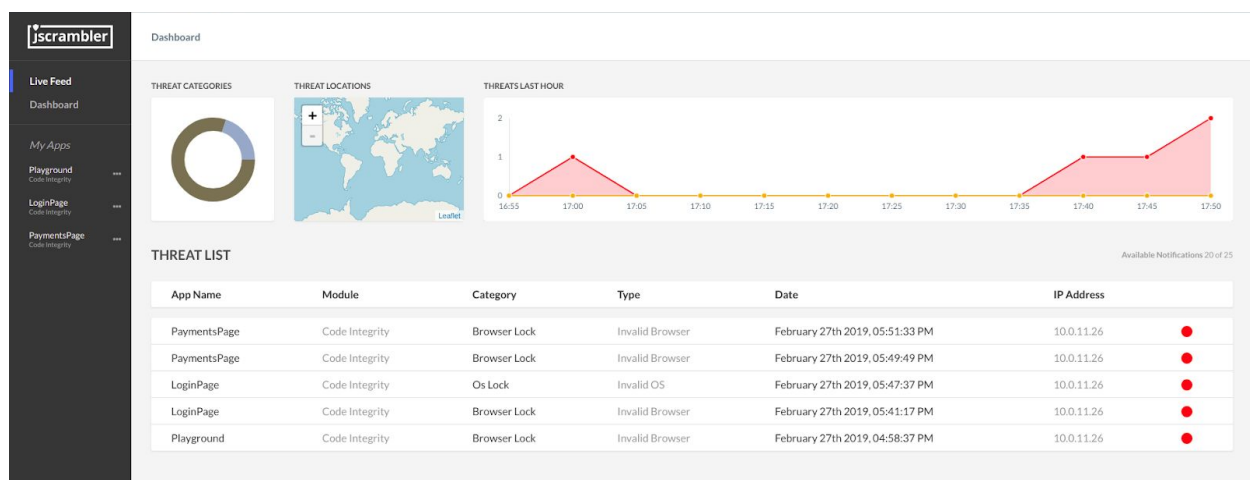 jscrambler
Dashboard
Live Feed
Dashboard
My Apps
Playground
Code Integrity
LoginPage
Code Integrity
PaymentsPage
Code Integrity
THREAT CATEGORIES
THREAT LOCATIONS
+
-
Leaflet
THREATS LAST HOUR
2
1
0
16:55 17:00 17:05 17:10 17:15 17:20 17:25 17:30 17:35 17:40 17:45 17:50
THREAT LIST
Available Notifications 20 of 25
App Name Module Category Type Date IP Address
PaymentsPage Code Integrity Browser Lock Invalid Browser February 27th 2019, 05:51:33 PM 10.0.11.26
PaymentsPage Code Integrity Browser Lock Invalid Browser February 27th 2019, 05:49:49 PM 10.0.11.26
LoginPage Code Integrity Os Lock Invalid OS February 27th 2019, 05:47:37 PM 10.0.11.26
LoginPage Code Integrity Browser Lock Invalid Browser February 27th 2019, 05:41:17 PM 10.0.11.26
Playground Code Integrity Browser Lock Invalid Browser February 27th 2019, 04:58:37 PM 10.0.11.26